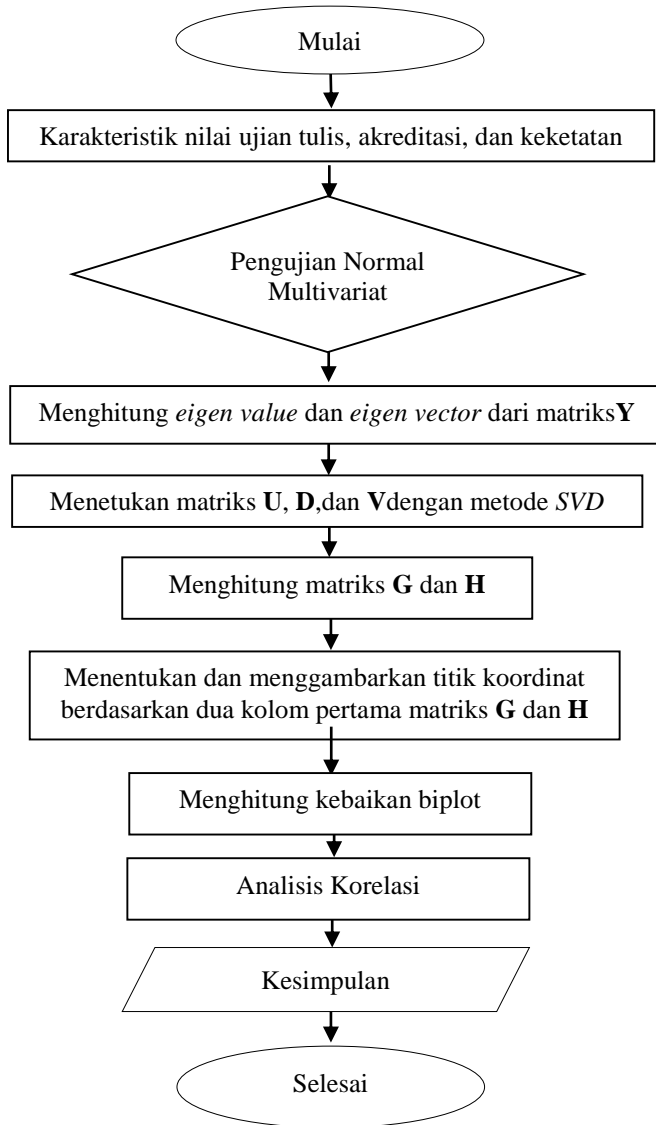 Mulai
Karakteristik nilai ujian tulis, akreditasi, dan keketatan
Pengujian Normal
Multivariat
Menghitung eigen value dan eigen vector dari matriksY
Menetukan matriks U, D,dan Vdengan metode SVD
Menghitung matriks G dan H
Menentukan dan menggambarkan titik koordinat
berdasarkan dua kolom pertama matriks G dan H
Menghitung kebaikan biplot
Analisis Korelasi
Kesimpulan
Selesai